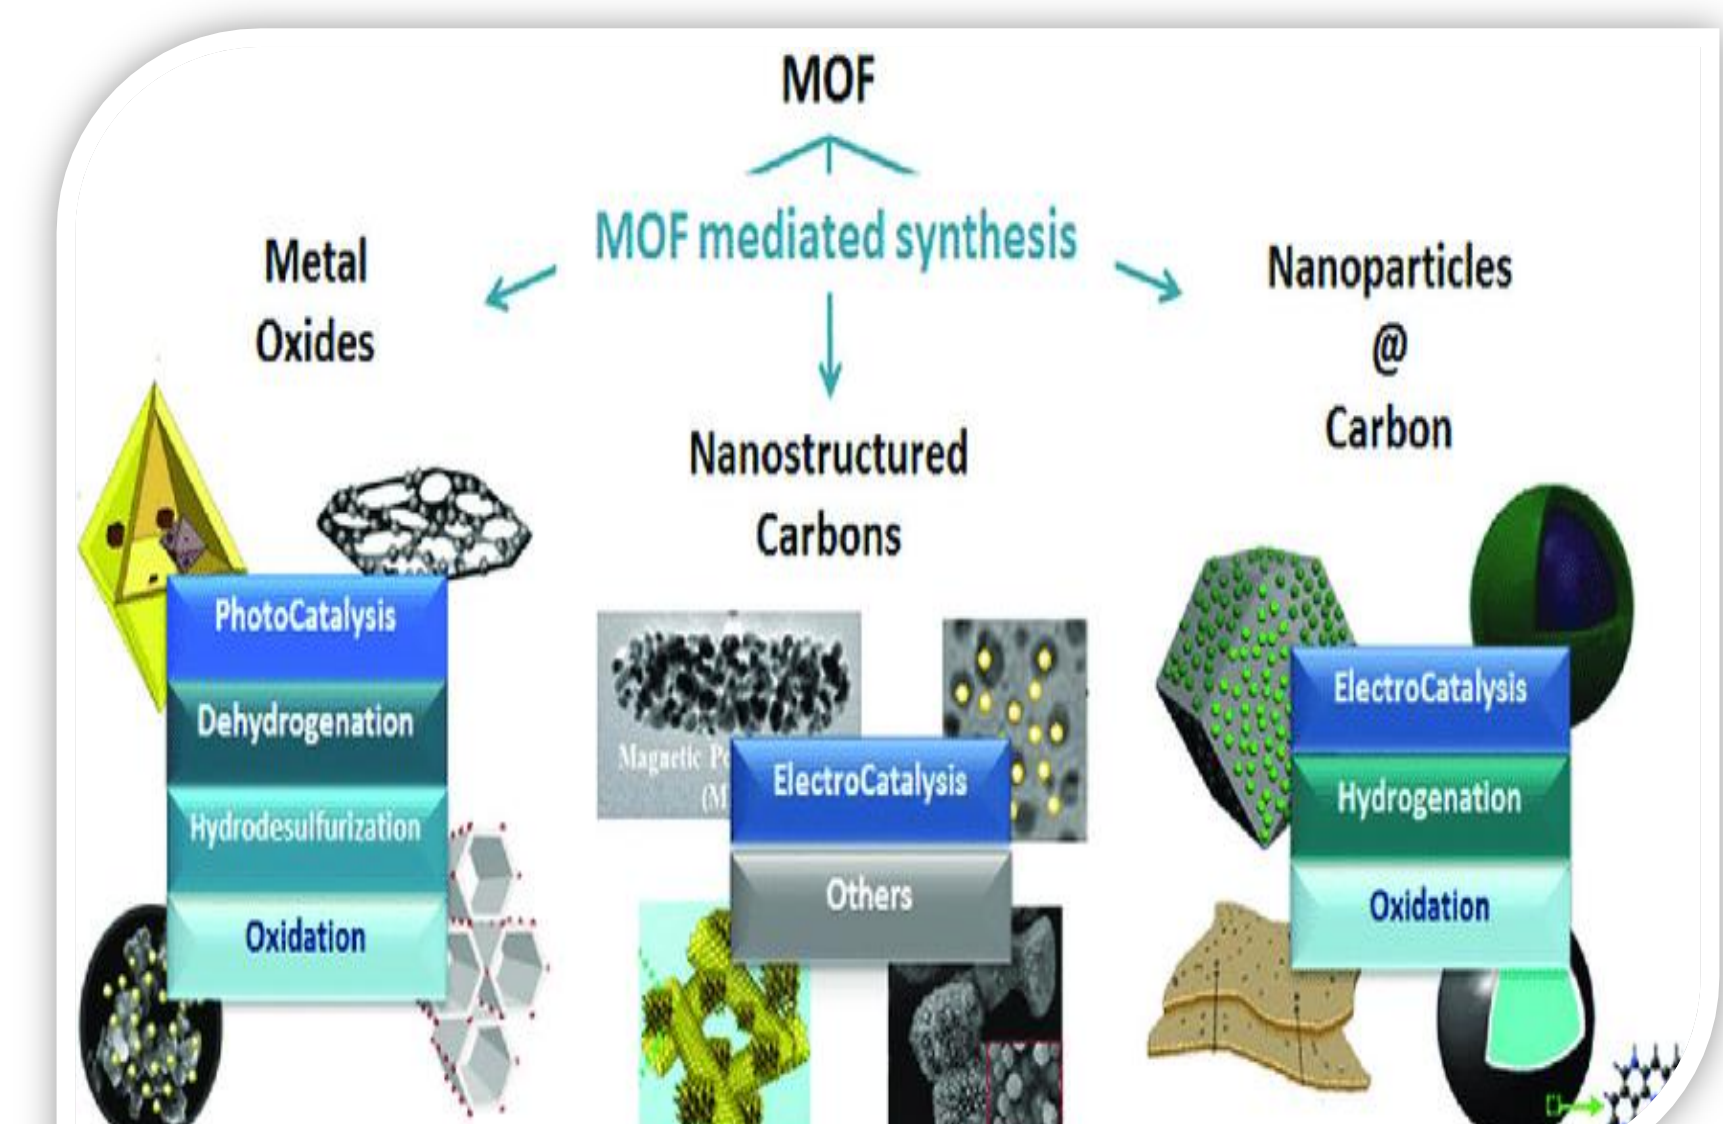 MOF
MOF mediated synthesis
Metal
Oxides
Nanostructured
Carbons
Nanoparticles
@
Carbon
PhotoCatalysis
Dehydrogenation
Hydrodesulfurization
Oxidation
Magnetic
ElectroCatalysis
Others
ElectroCatalysis
Hydrogenation
Oxidation